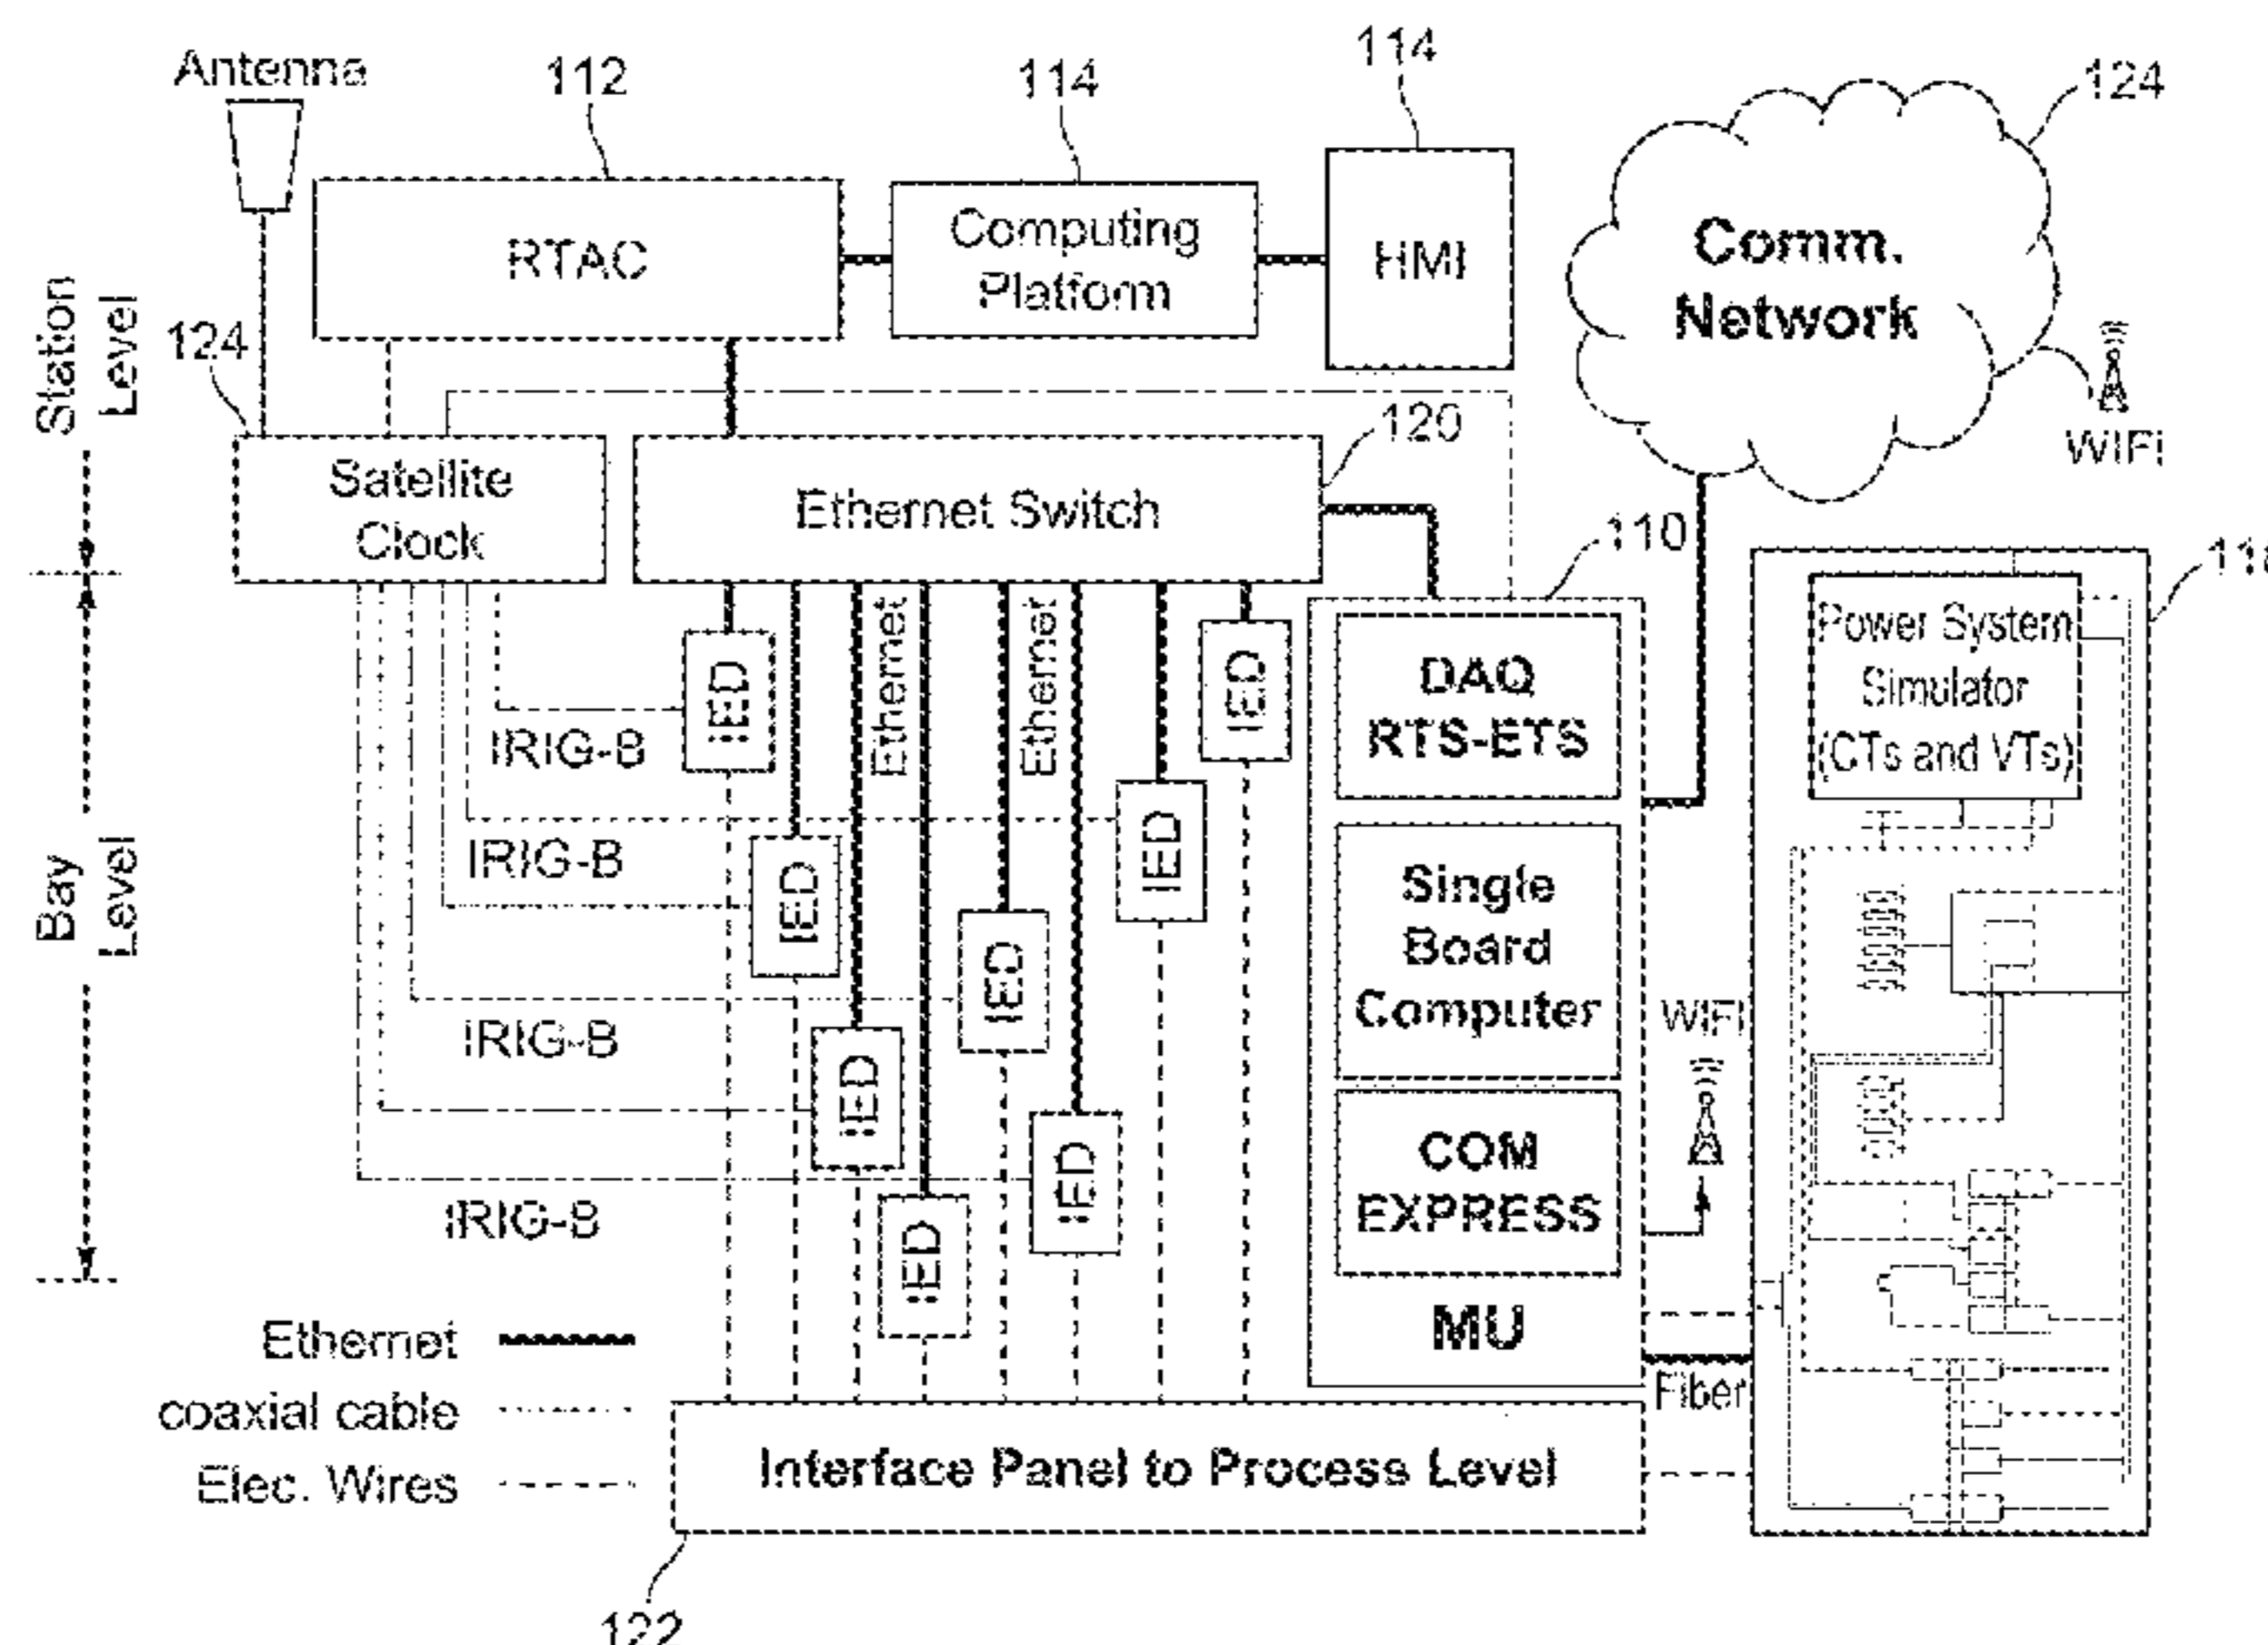 Antenna
112
114
114
124
RTAC
Computing
Platform
HMI
Comm.
Network
WIFI
Station
Level
124
Satellite
Clock
Ethernet Switch
120
110
DAQ
RTS-ETS
Single
Board
Computer
COM
EXPRESS
MU
Power System
Simulator
(CTs and VTs)
Bay
Level
IRIG-B
IRIG-B
IRIG-B
IRIG-B
IED
IED
IED
IED
IED
IED
IED
IED
Ethernet
Ethernet
WIFI
Fiber
Ethernet
coaxial cable
Elec. Wires
Interface Panel to Process Level
122